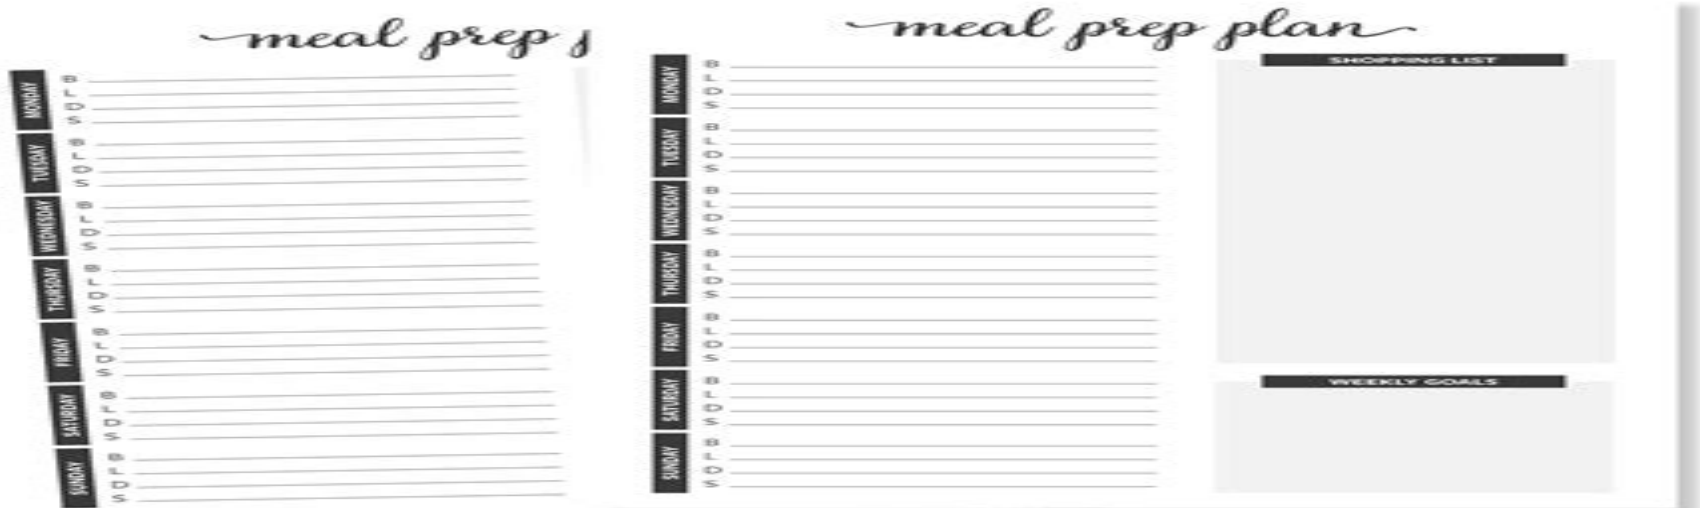 meal prep p
MONDAY
B
L
D
S
TUESDAY
B
L
D
S
WEDNESDAY
B
L
D
S
THURSDAY
B
L
D
S
FRIDAY
B
L
D
S
SATURDAY
B
L
D
S
SUNDAY
B
L
D
S
meal prep plan
MONDAY
B
L
D
S
TUESDAY
B
L
D
S
WEDNESDAY
B
L
D
S
THURSDAY
B
L
D
S
FRIDAY
B
L
D
S
SATURDAY
B
L
D
S
SUNDAY
B
L
D
S
SHOPPING LIST
WEEKLY GOALS